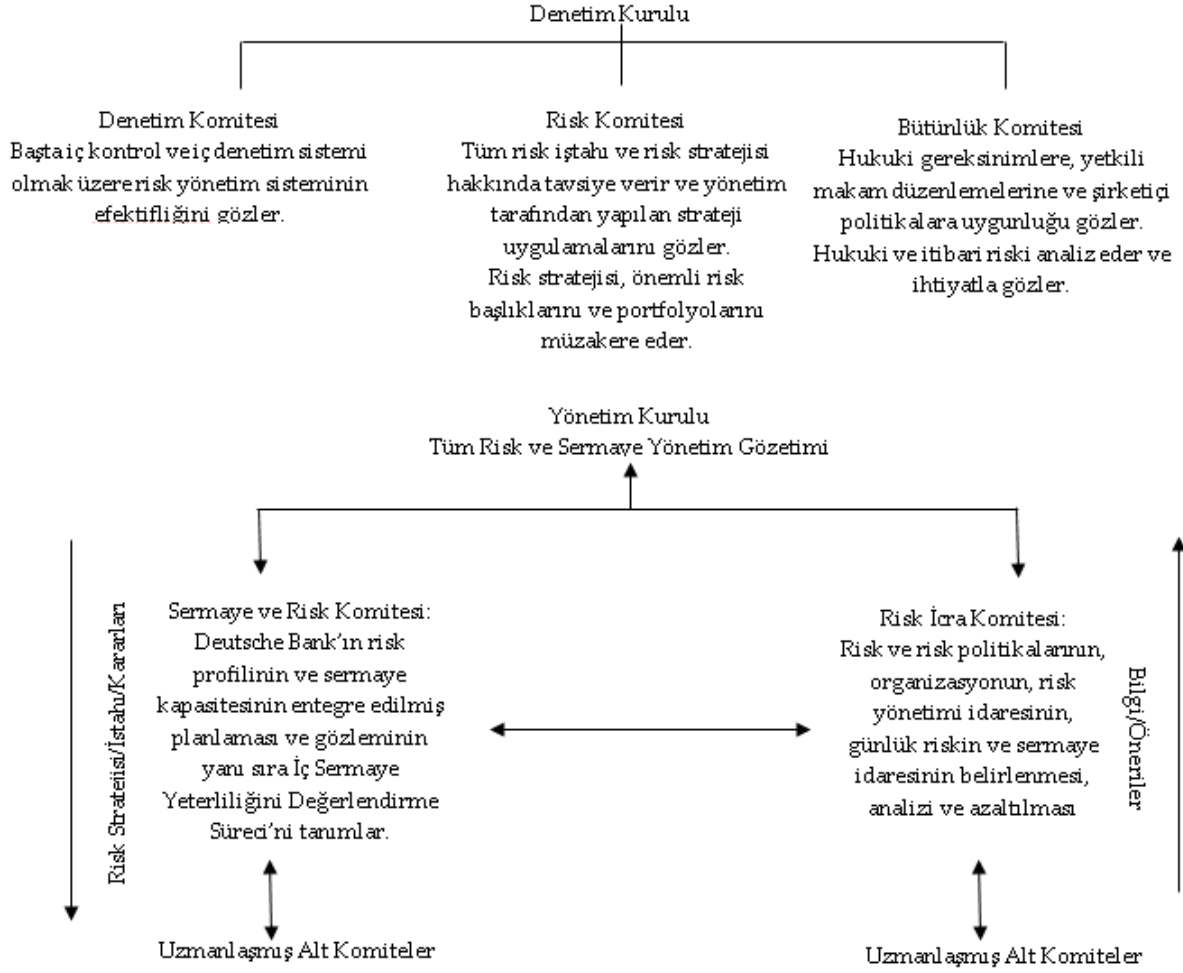 Denetim Kurulu
Denetim Komitesi
Başta iç kontrol ve iç denetim sistemi
olmak üzere risk yönetim sisteminin
efektifliğini gözler.
Risk Komitesi
Tüm risk iştahı ve risk stratejisi
hakkında tavsiye verir ve yönetim
tarafından yapılan strateji
uygulamalarını gözler.
Risk stratejisi, önemli risk
başlıklarını ve portfolyolarını
müzakere eder.
Bütünlük Komitesi
Hukuki gereksinimlere, yetkili
makam düzenlemelerine ve şirketiçi
politikalara uygunluğu gözler.
Hukuki ve itibari riski analiz eder ve
ihtiyatla gözler.
Yönetim Kurulu
Tüm Risk ve Sermaye Yönetim Gözetimi
Risk Stratejisi/İstahı/Kararları
Sermaye ve Risk Komitesi:
Deutsche Bank'ın risk
profilinin ve sermaye
kapasitesinin entegre edilmiş
planlaması ve gözleminin
yanı sıra İç Sermaye
Yeterliliğini Değerlendirme
Süreci'ni tanımlar.
Uzmanlaşmış Alt Komiteler
Risk İcra Komitesi:
Risk ve risk politikalarının,
organizasyonun, risk
yönetimi idaresinin,
günlük riskin ve sermaye
idaresinin belirlenmesi,
analizi ve azaltılması
Uzmanlaşmış Alt Komiteler
Bilgi/Öneriler